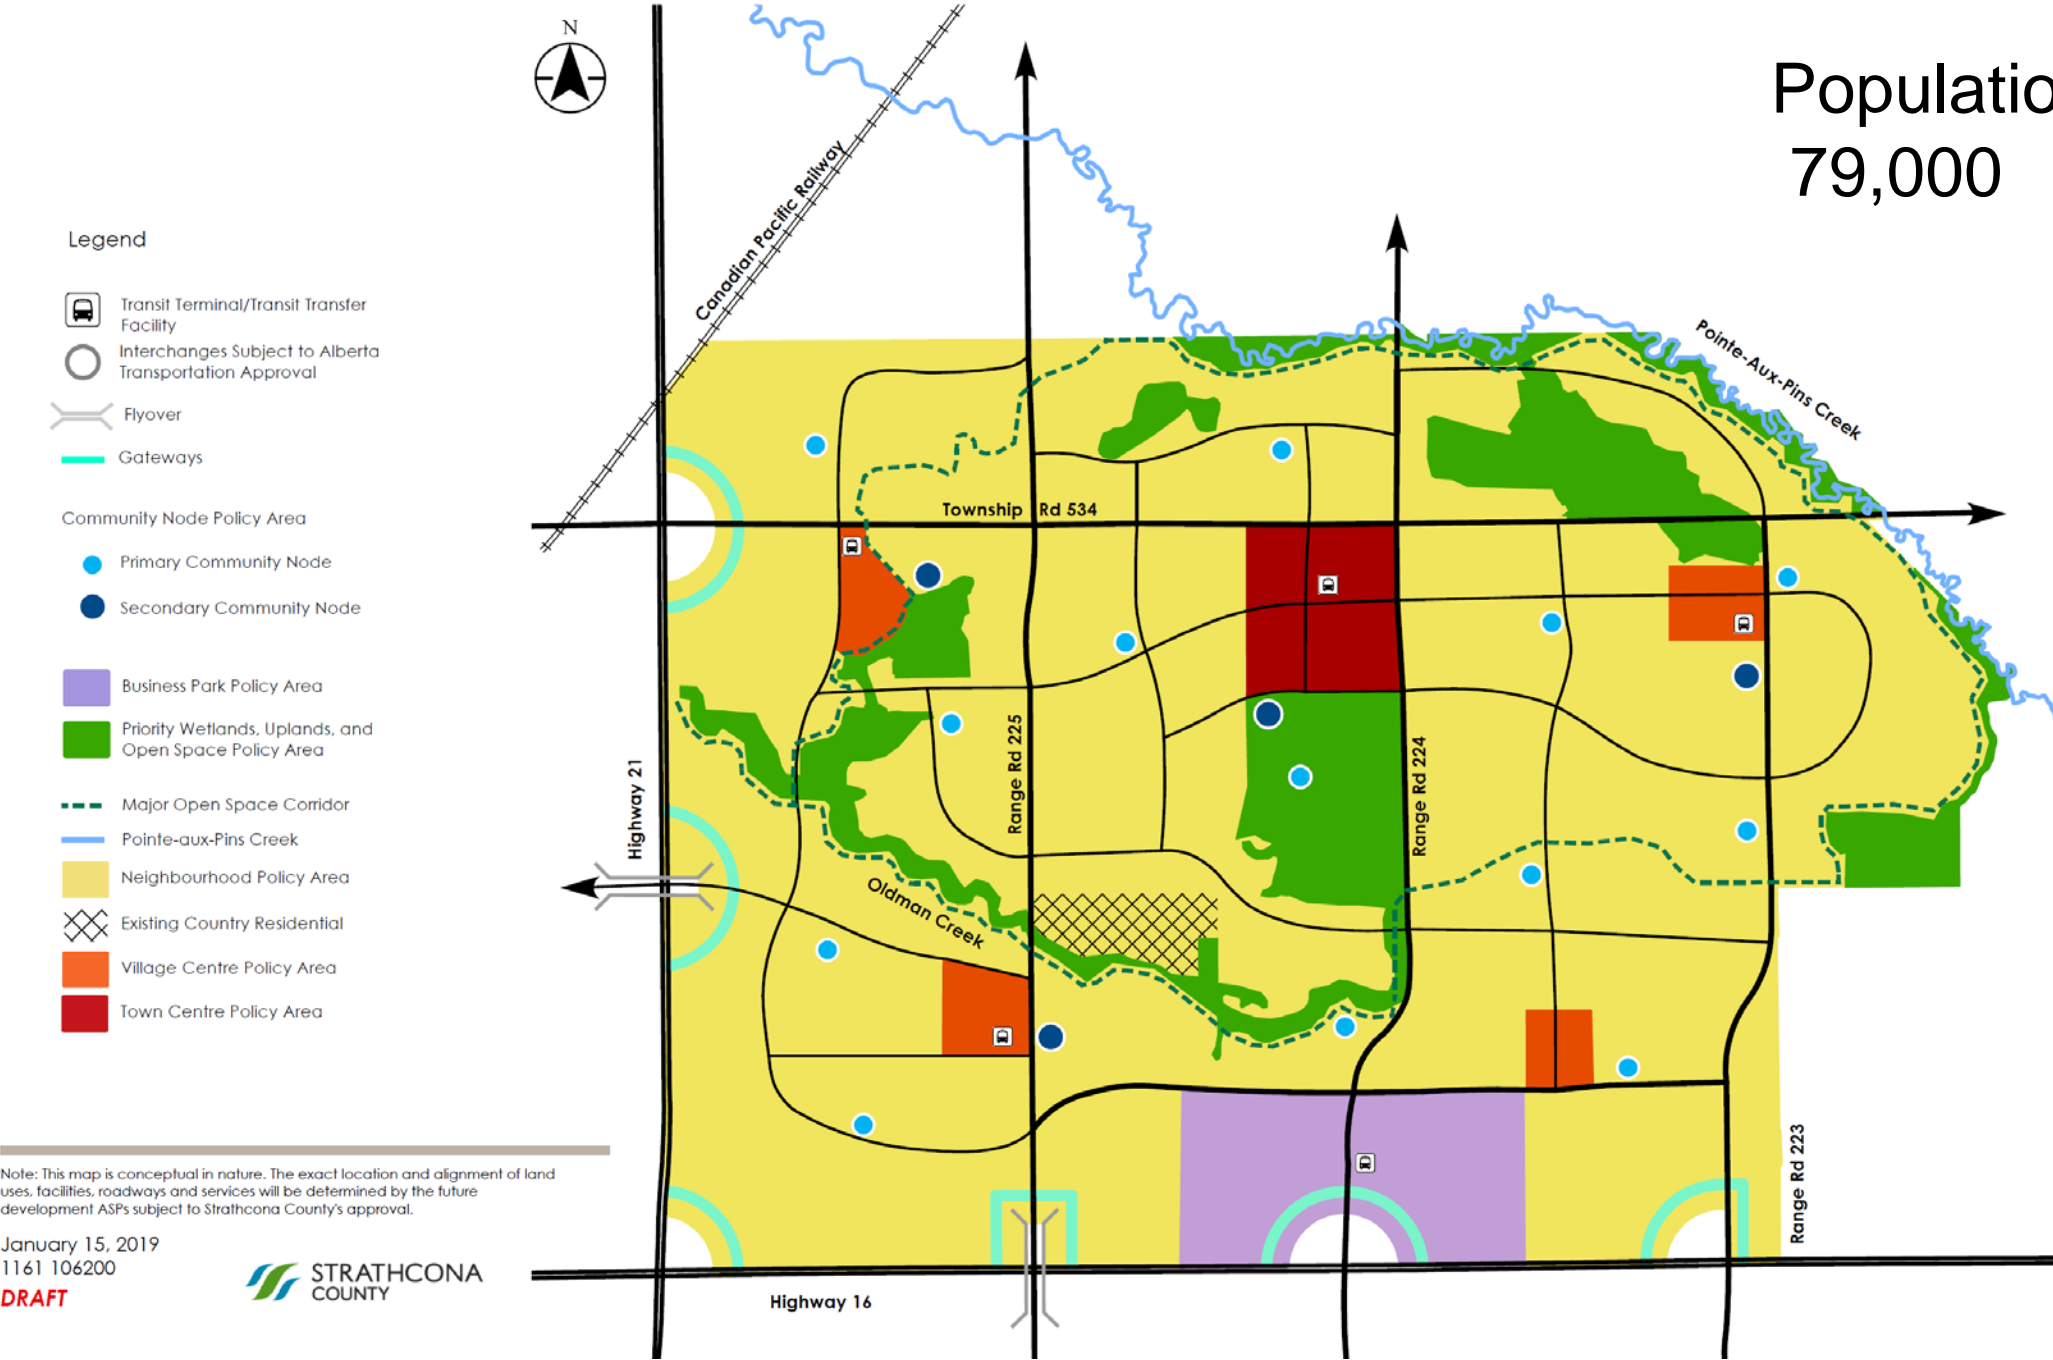 N
Populatio
79,000
Canadian Pacific Railway
Legend
Transit Terminal/Transit Transfer
Facility
Interchanges Subject to Alberta
Transportation Approval
Flyover
Gateways
Community Node Policy Area
Primary Community Node
Secondary Community Node
Business Park Policy Area
Priority Wetlands, Uplands, and
Open Space Policy Area
Major Open Space Corridor
Pointe-aux-Pins Creek
Neighbourhood Policy Area
Existing Country Residential
Village Centre Policy Area
Town Centre Policy Area
Pointe-Aux-Pins Creek
Township Rd 534
Highway 21
Range Rd 225
Range Rd 224
Oldman Creek
Range Rd 223
Highway 16
Note: This map is conceptual in nature. The exact location and alignment of land
uses, facilities, roadways and services will be determined by the future
development ASPs subject to Strathcona County's approval.
January 15, 2019
1161 106200
DRAFT
STRATHCONA
COUNTY